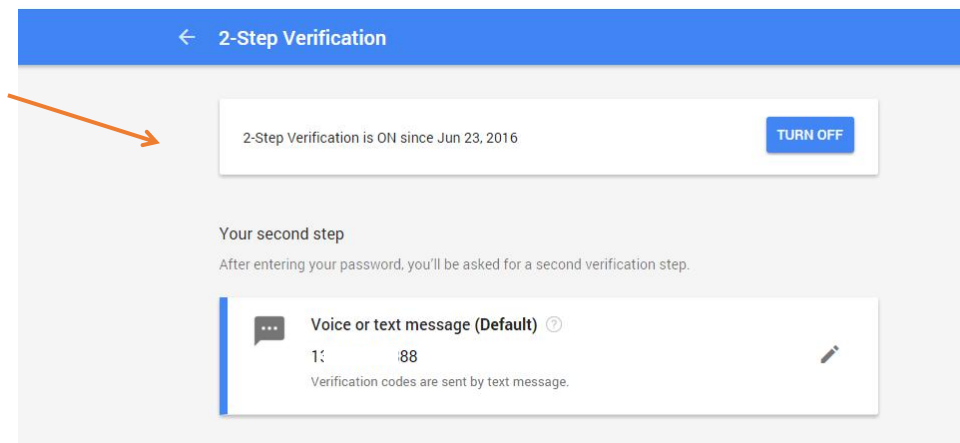 2-Step Verification
2-Step Verification is ON since Jun 23, 2016
TURN OFF
Your second step
After entering your password, you'll be asked for a second verification step.
Voice or text message (Default) ?
88
Verification codes are sent by text message.